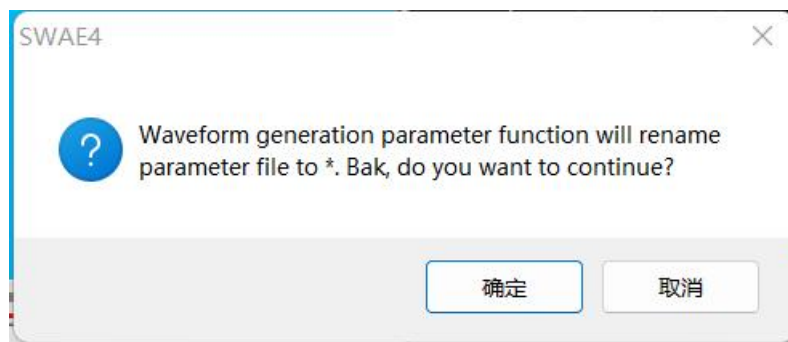 SWAE4
Waveform generation parameter function will rename
parameter file to *. Bak, do you want to continue?
确定
取消